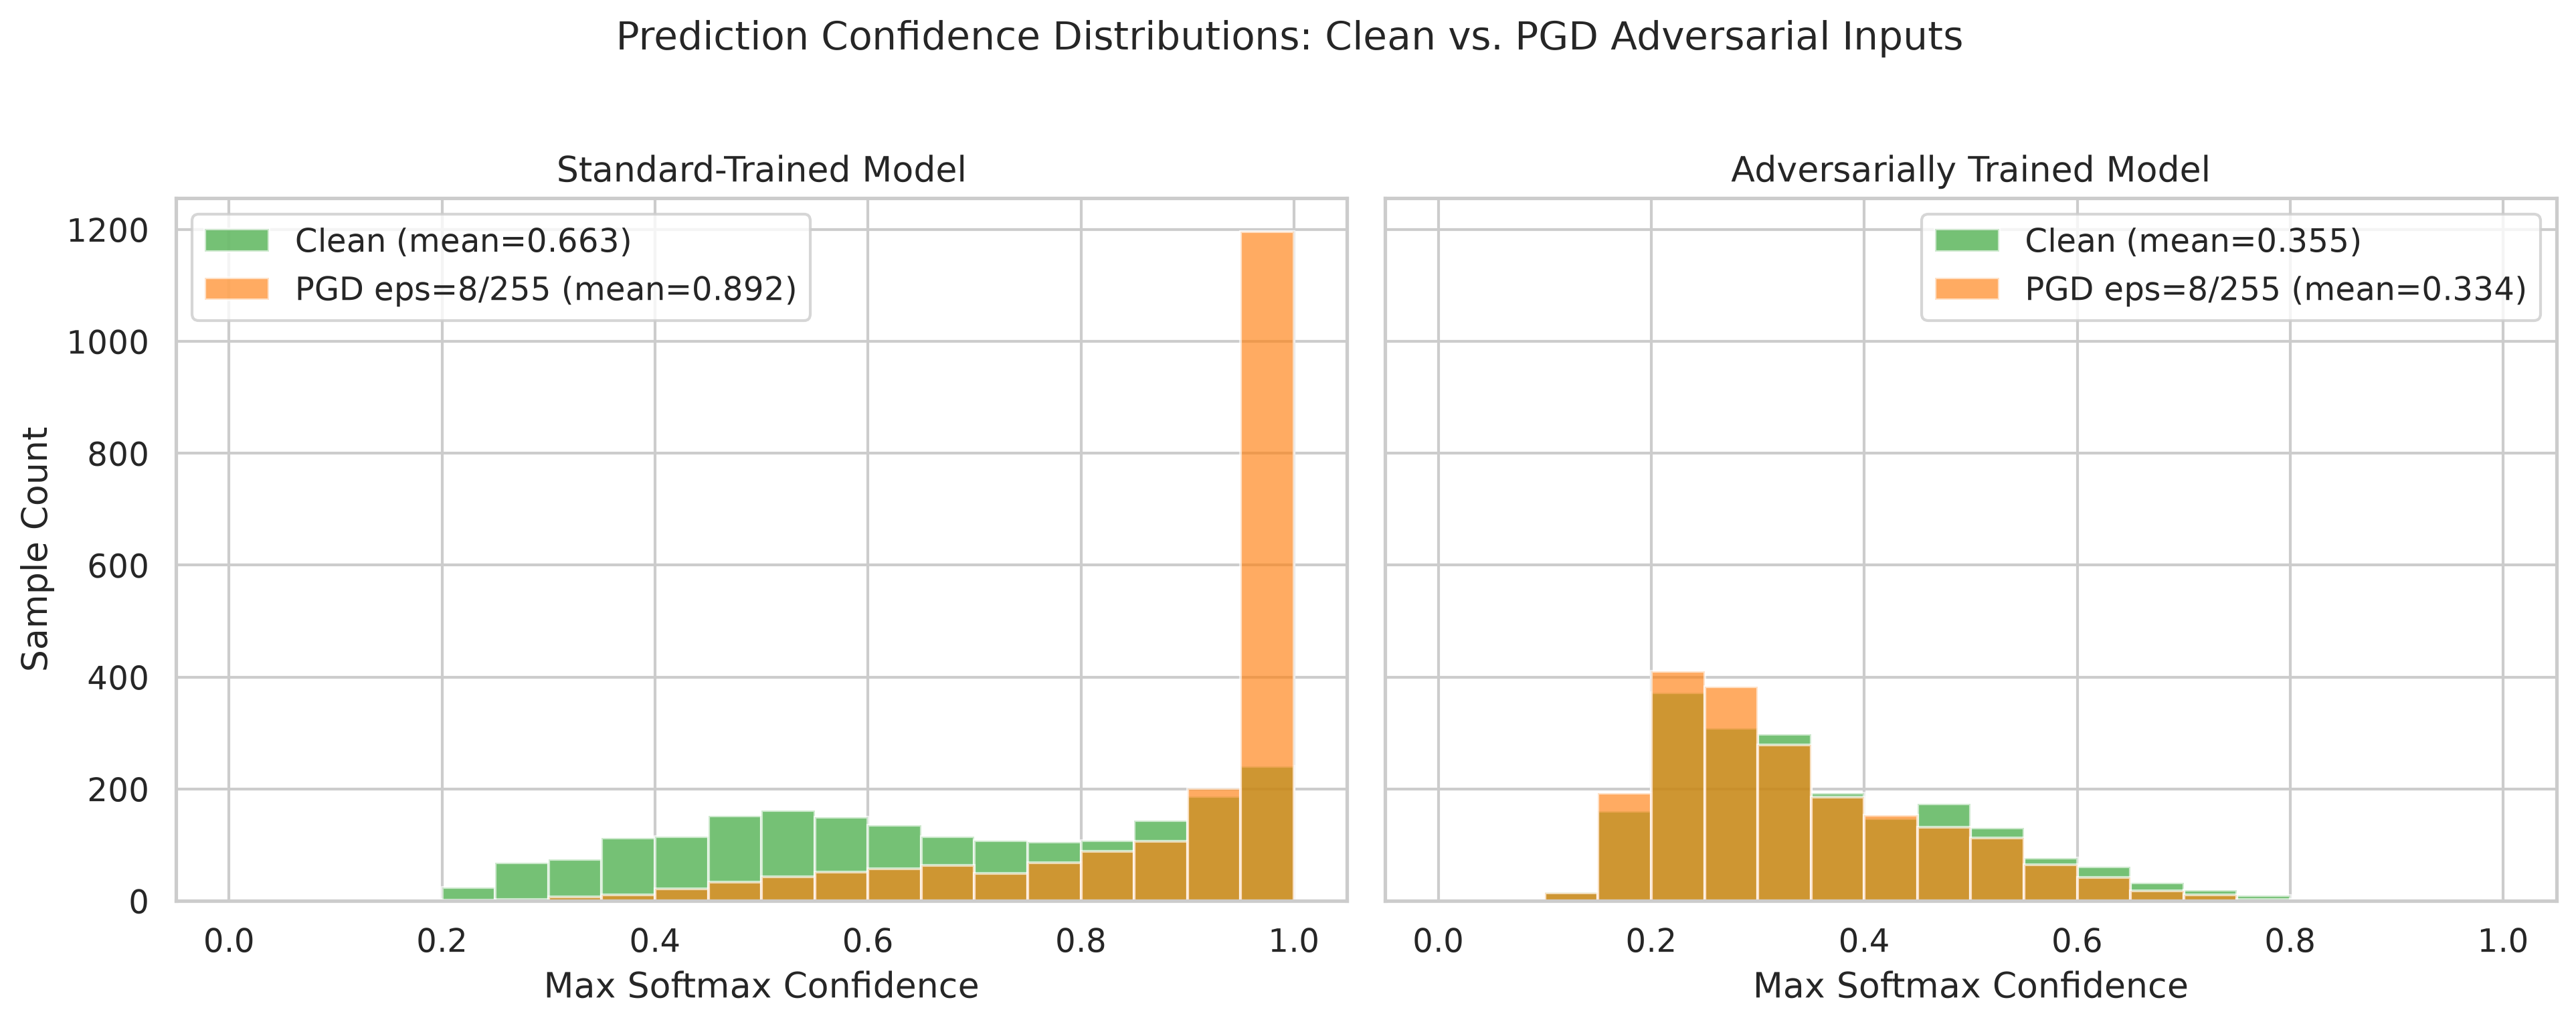 Prediction Confidence Distributions: Clean vs. PGD Adversarial Inputs
Standard-Trained Model
Clean (mean=0.663)
PGD eps=8/255 (mean=0.892)
Sample Count
1200
1000
800
600
400
200
0
0.0 0.2 0.4 0.6 0.8 1.0
Max Softmax Confidence
Adversarially Trained Model
Clean (mean=0.355)
PGD eps=8/255 (mean=0.334)
0.0 0.2 0.4 0.6 0.8 1.0
Max Softmax Confidence